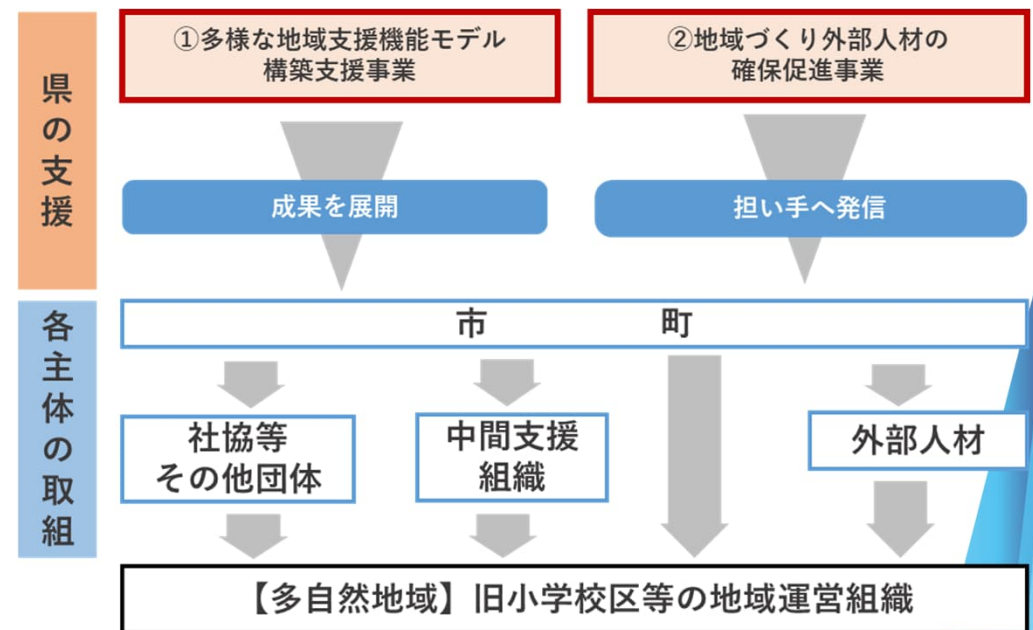 県の支援
①多様な地域支援機能モデル
構築支援事業
②地域づくり外部人材の
確保促進事業
成果を展開
担い手へ発信
各主体の取組
市　　　　　町
社協等
その他団体
中間支援
組織
外部人材
【多自然地域】旧小学校区等の地域運営組織